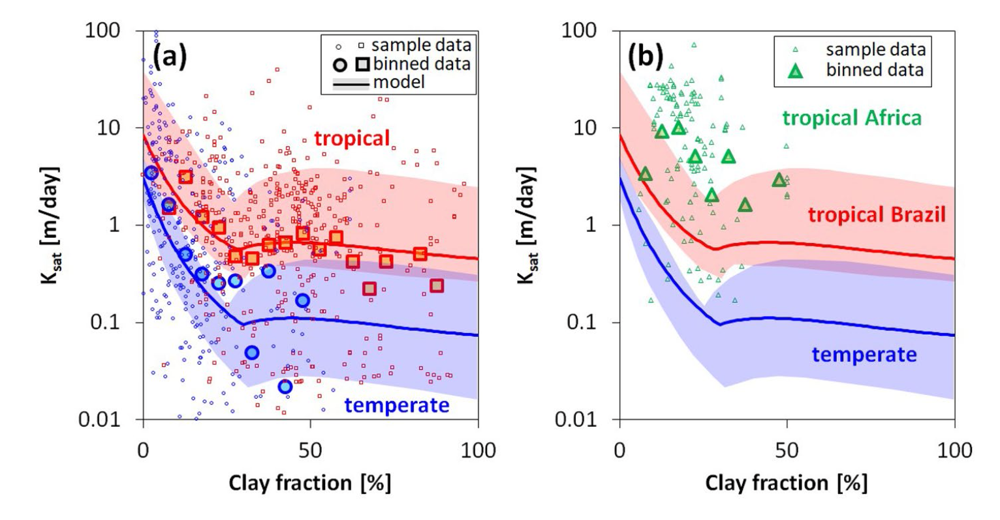 100
10
1
0.1
0.01
K_sat [m/day]
(a)
sample data
binned data
model
tropical
temperate
0
50
100
Clay fraction [%]
100
10
1
0.1
0.01
K_sat [m/day]
(b)
sample data
binned data
tropical Africa
tropical Brazil
temperate
0
50
100
Clay fraction [%]